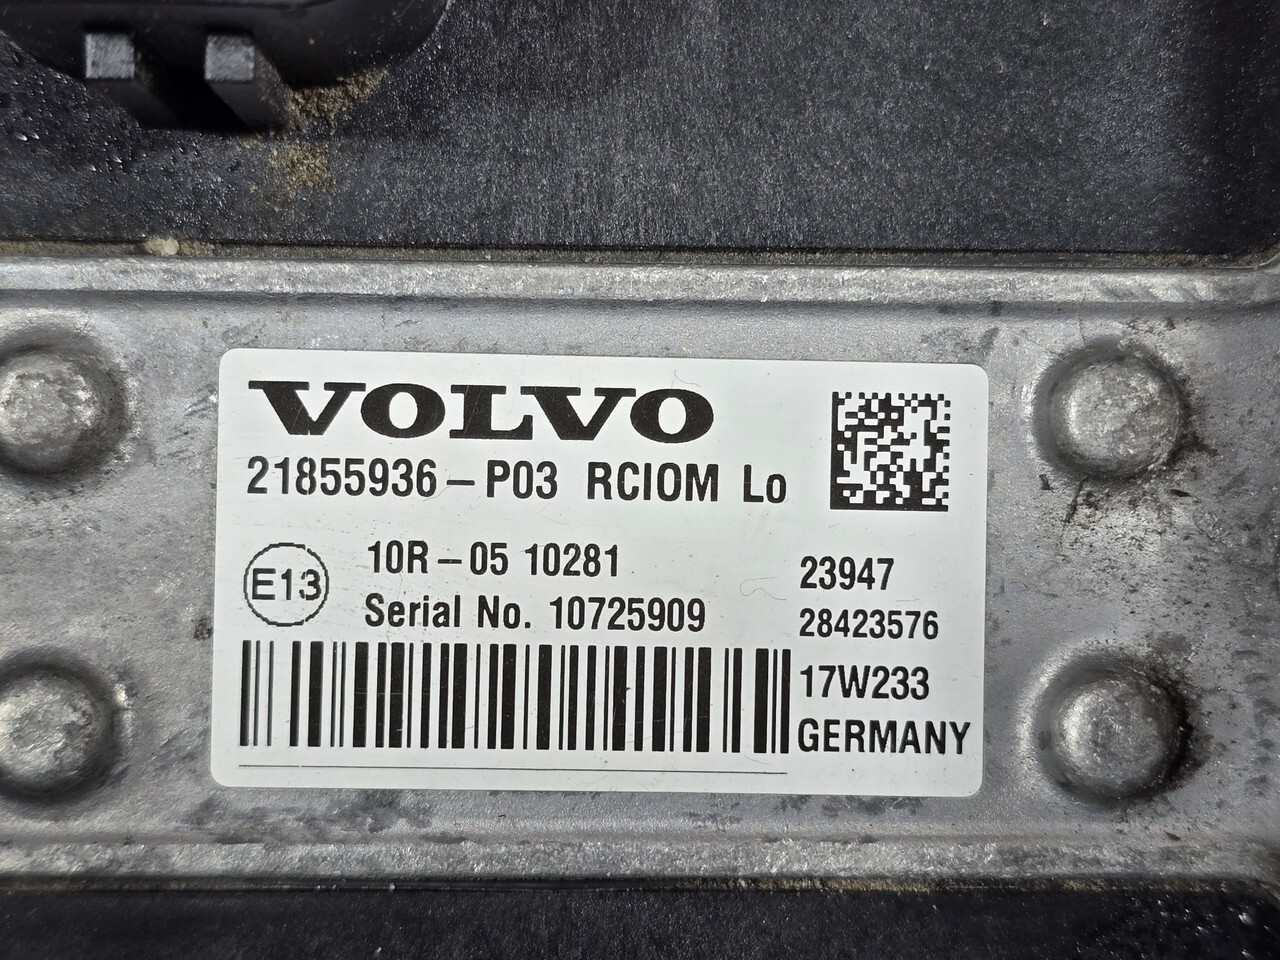 VOLVO
21855936-P03 RCIOM Lo
E13
10R-05 10281
Serial No. 10725909
23947
28423576
17W233
GERMANY